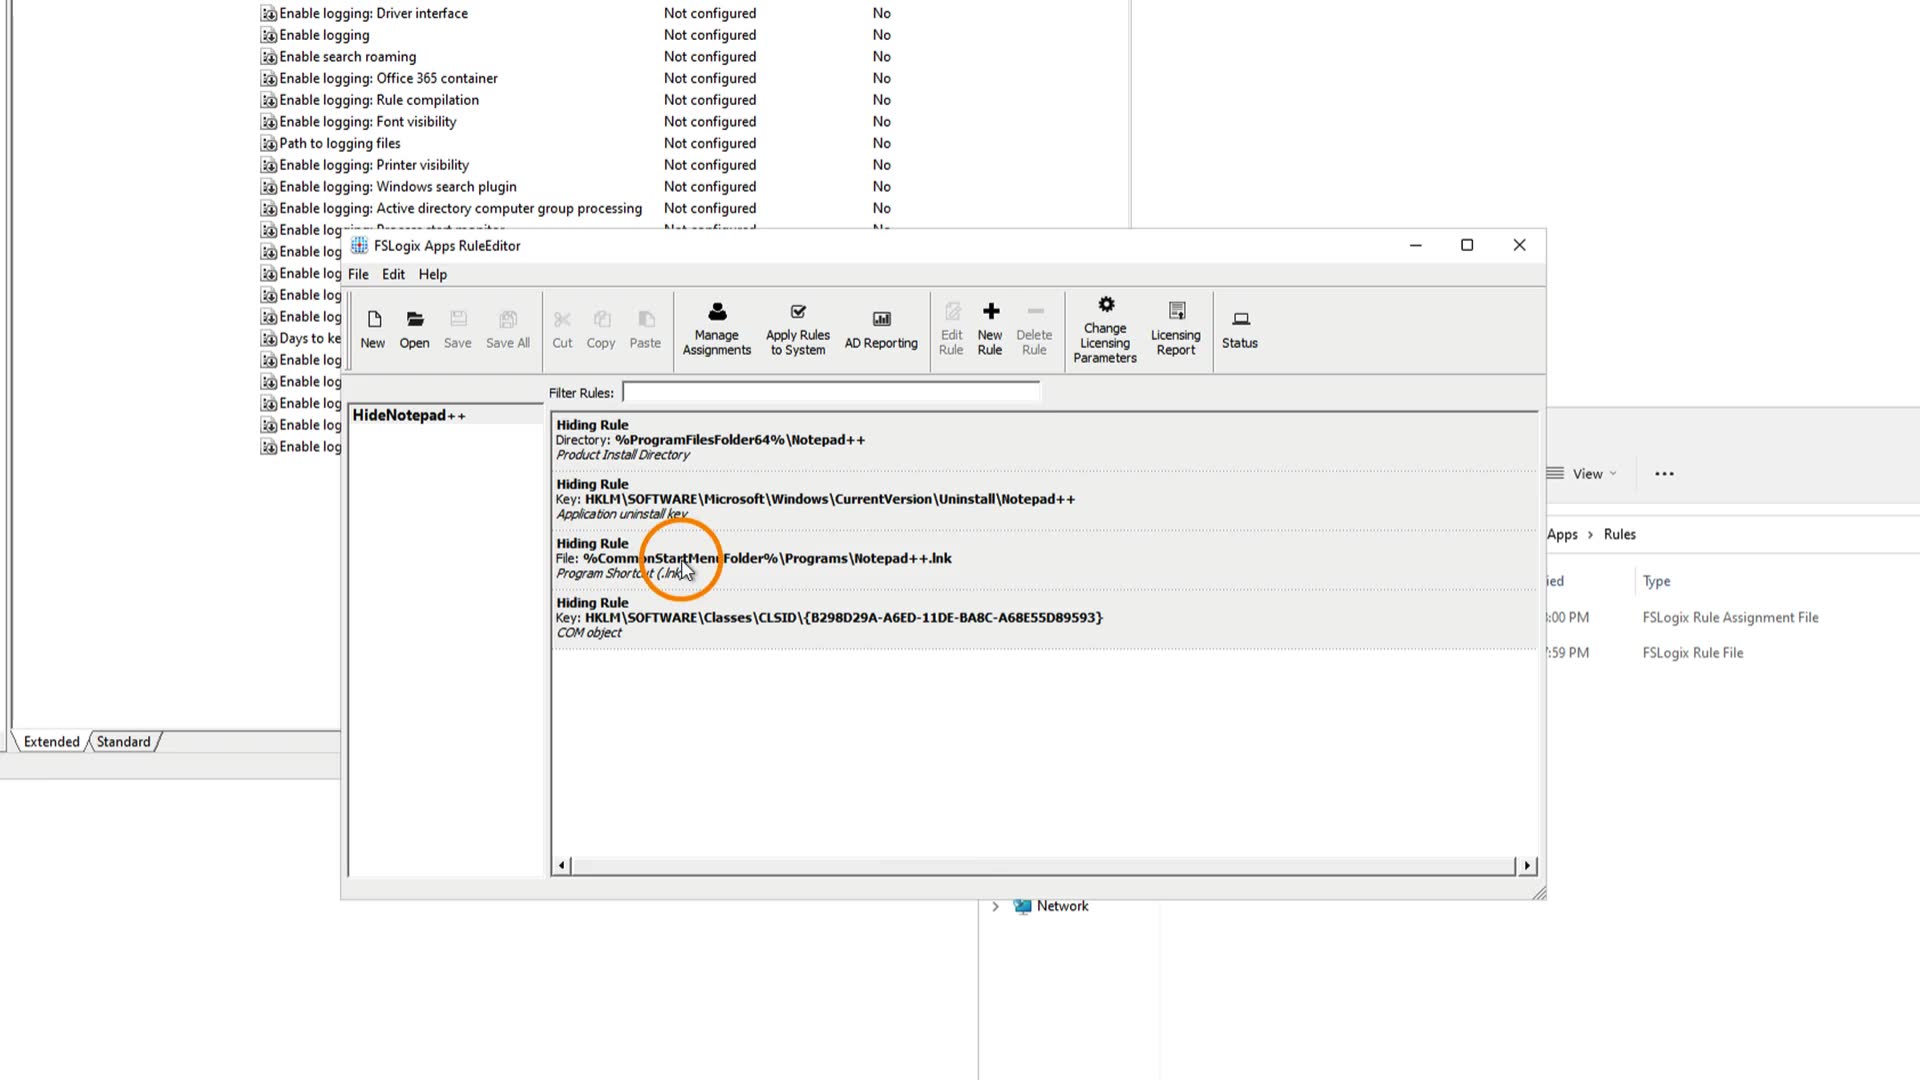 Enable logging: Driver interface Not configured No
Enable logging Not configured No
Enable search roaming Not configured No
Enable logging: Office 365 container Not configured No
Enable logging: Rule compilation Not configured No
Enable logging: Font visibility Not configured No
Path to logging files Not configured No
Enable logging: Printer visibility Not configured No
Enable logging: Windows search plugin Not configured No
Enable logging: Active directory computer group processing Not configured No
Enable log
Enable log
Enable log
Enable log
Enable log
Days to ke
Enable log
Enable log
Enable log
Enable log
Enable log
Extended Standard
FSLogix Apps RuleEditor
File Edit Help
New Open Save Save All Cut Copy Paste
Manage Assignments
Apply Rules to System
AD Reporting
Edit Rule
New Rule
Delete Rule
Change Licensing Parameters
Licensing Report
Status
Filter Rules:
HideNotepad++
Hiding Rule
Directory: %ProgramFilesFolder64%\Notepad++
Product Install Directory
Hiding Rule
Key: HKLM\SOFTWARE\Microsoft\Windows\CurrentVersion\Uninstall\Notepad++
Application uninstall key
Hiding Rule
File: %CommonStartMenuFolder%\Programs\Notepad++.lnk
Program Shortcut (.lnk)
Hiding Rule
Key: HKLM\SOFTWARE\Classes\CLSID\{B298D29A-A6ED-11DE-BA8C-A68E55D89593}
COM object
View
Apps > Rules
ied Type
:00 PM FSLogix Rule Assignment File
:59 PM FSLogix Rule File
Network